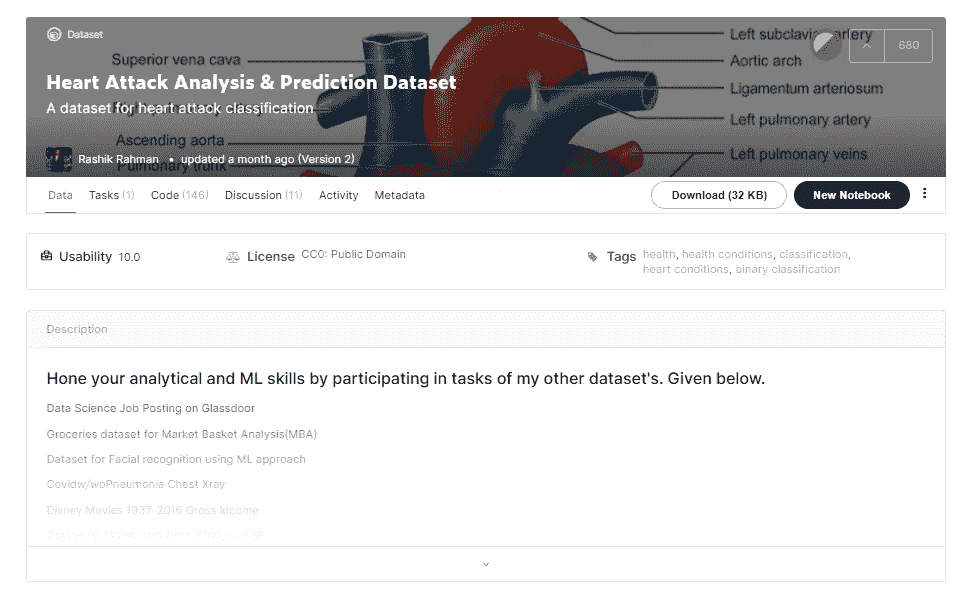 Dataset
Superior vena cava
Left subclavian artery
680
Heart Attack Analysis & Prediction Dataset
Aortic arch
A dataset for heart attack classification
Ligamentum arteriosum
Left pulmonary artery
Ascending aorta
Left pulmonary veins
Rashik Rahman • updated a month ago (Version 2)
Pulmonary trunk
Data Tasks (1) Code (146) Discussion (11) Activity Metadata Download (32 KB) New Notebook
Usability 10.0 License CC0: Public Domain Tags health, health conditions, classification,
heart conditions, binary classification
Description
Hone your analytical and ML skills by participating in tasks of my other dataset's. Given below.
Data Science Job Posting on Glassdoor
Groceries dataset for Market Basket Analysis(MBA)
Dataset for Facial recognition using ML approach
Covidw/woPneumonia Chest Xray
Disney Movies 1937-2016 Gross Income